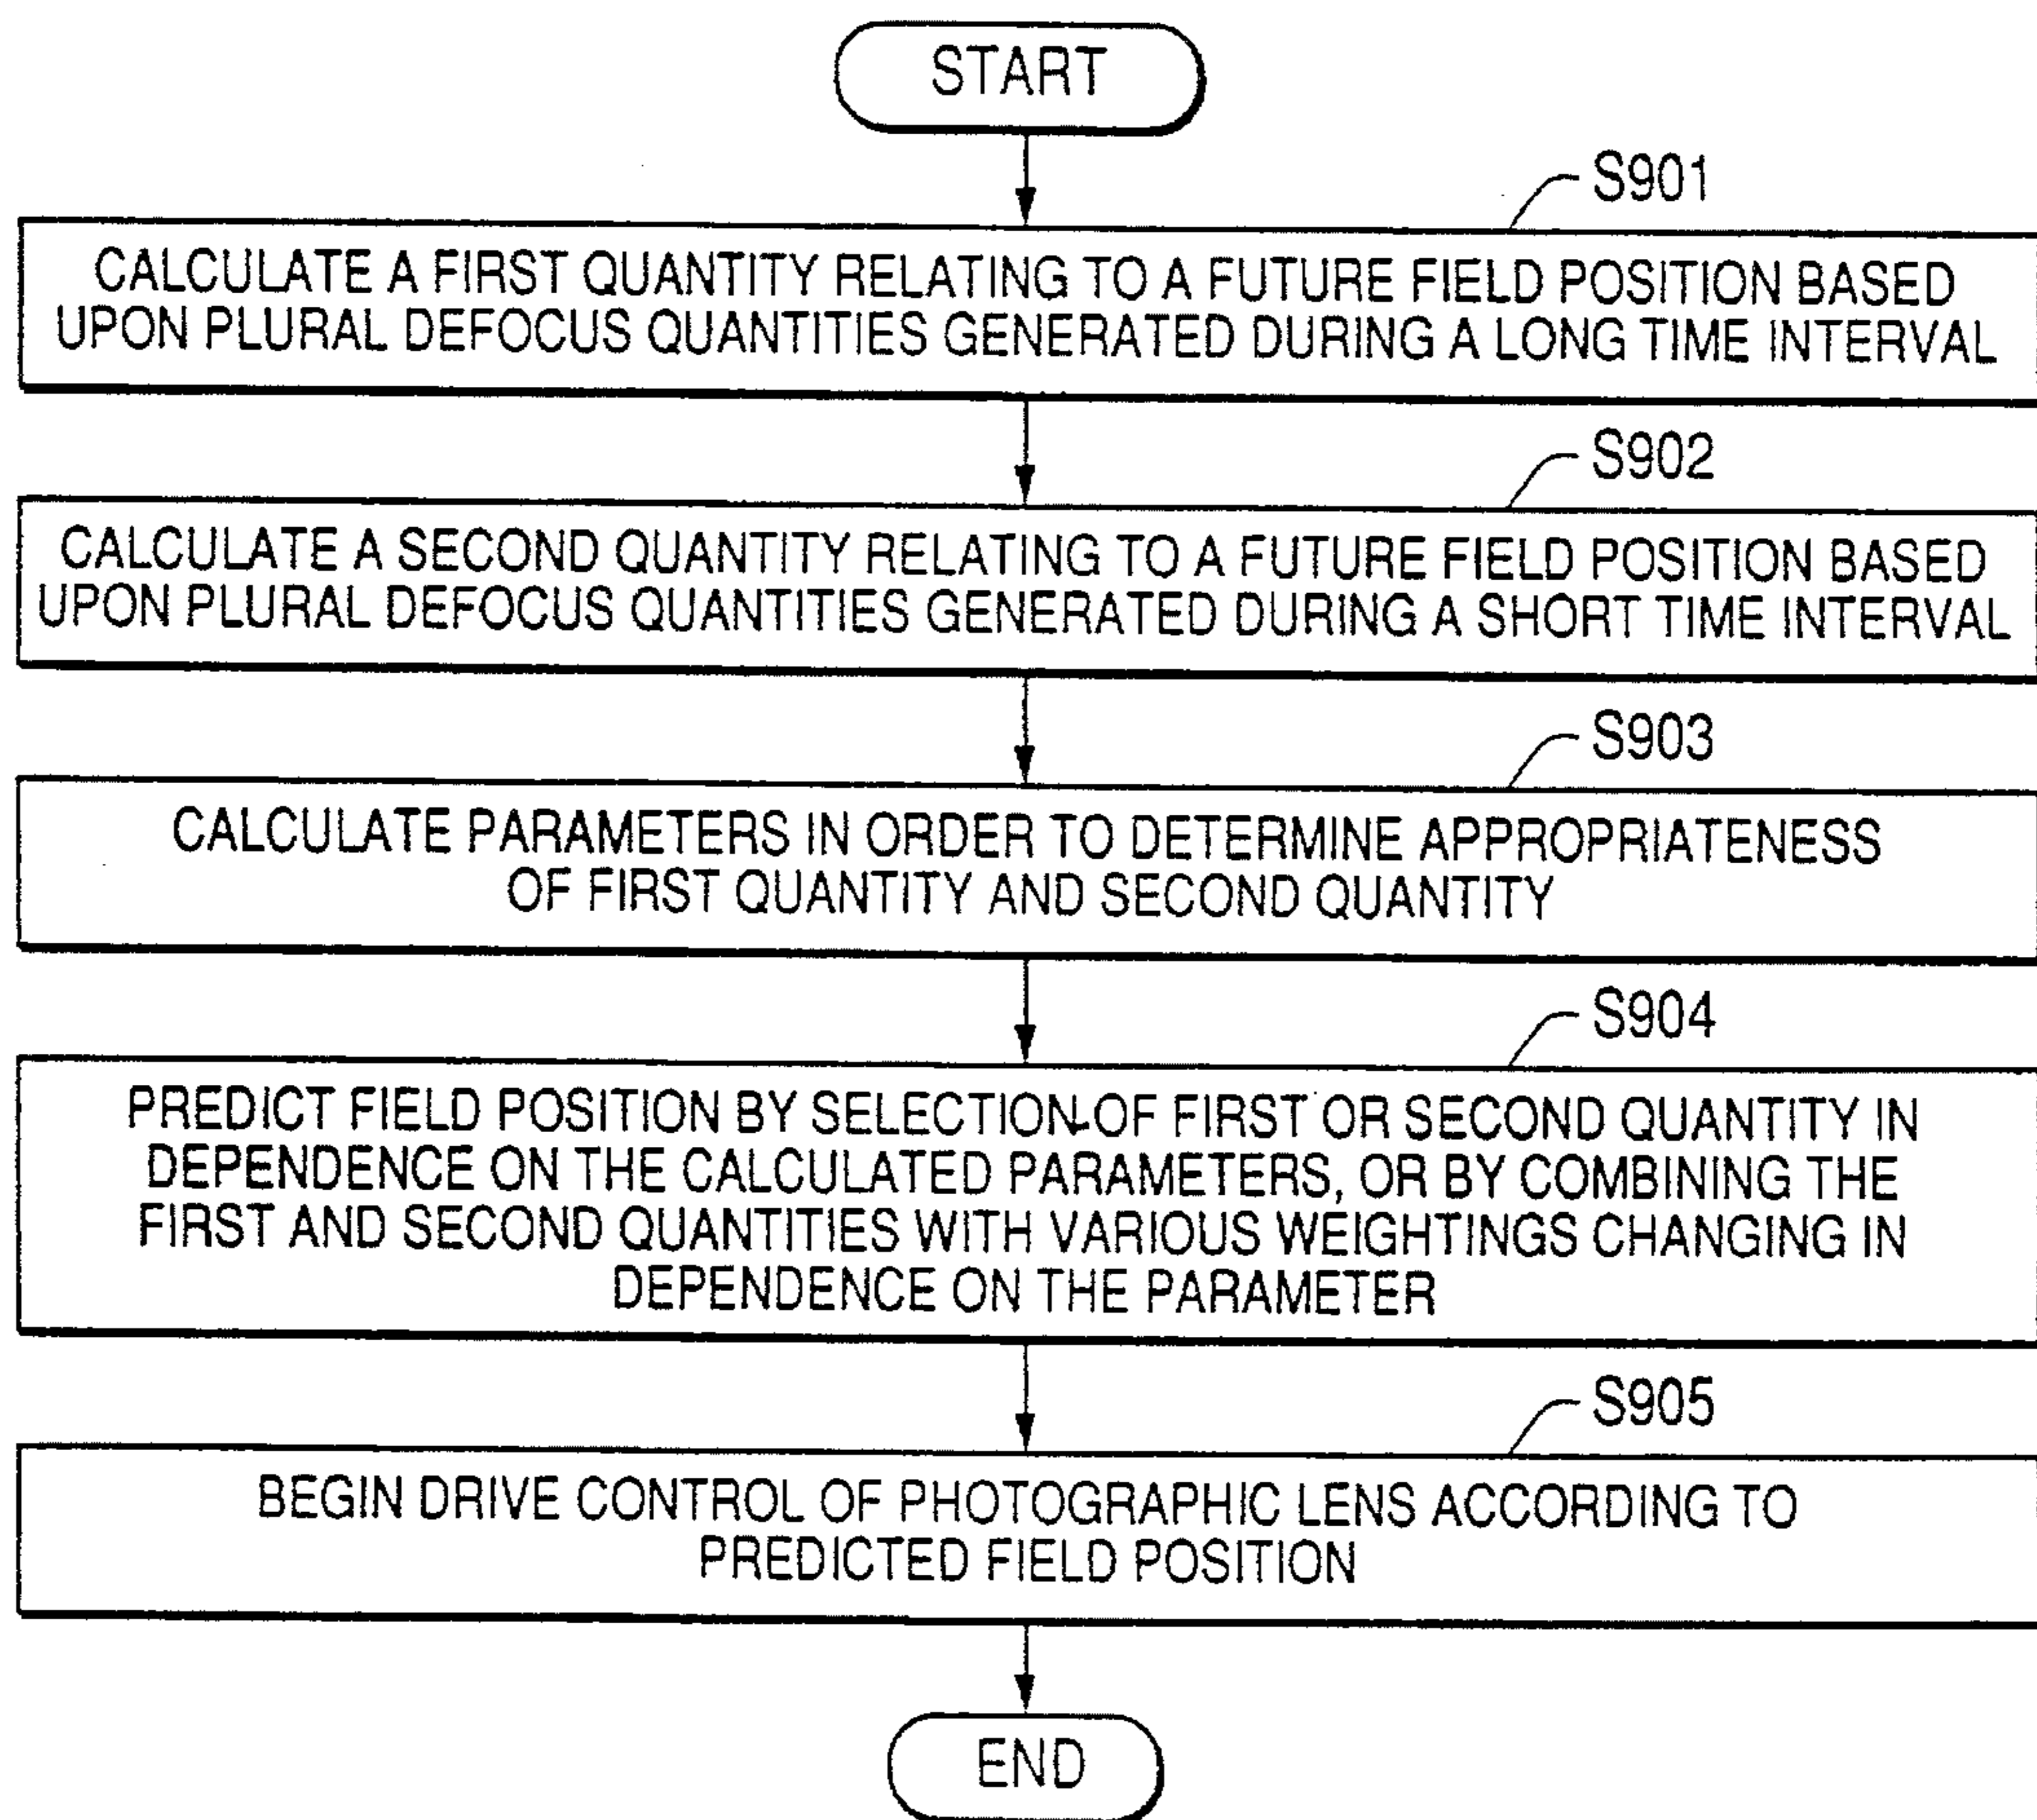 START
S901
CALCULATE A FIRST QUANTITY RELATING TO A FUTURE FIELD POSITION BASED
UPON PLURAL DEFOCUS QUANTITIES GENERATED DURING A LONG TIME INTERVAL
S902
CALCULATE A SECOND QUANTITY RELATING TO A FUTURE FIELD POSITION BASED
UPON PLURAL DEFOCUS QUANTITIES GENERATED DURING A SHORT TIME INTERVAL
S903
CALCULATE PARAMETERS IN ORDER TO DETERMINE APPROPRIATENESS
OF FIRST QUANTITY AND SECOND QUANTITY
S904
PREDICT FIELD POSITION BY SELECTION OF FIRST OR SECOND QUANTITY IN
DEPENDENCE ON THE CALCULATED PARAMETERS, OR BY COMBINING THE
FIRST AND SECOND QUANTITIES WITH VARIOUS WEIGHTINGS CHANGING IN
DEPENDENCE ON THE PARAMETER
S905
BEGIN DRIVE CONTROL OF PHOTOGRAPHIC LENS ACCORDING TO
PREDICTED FIELD POSITION
END